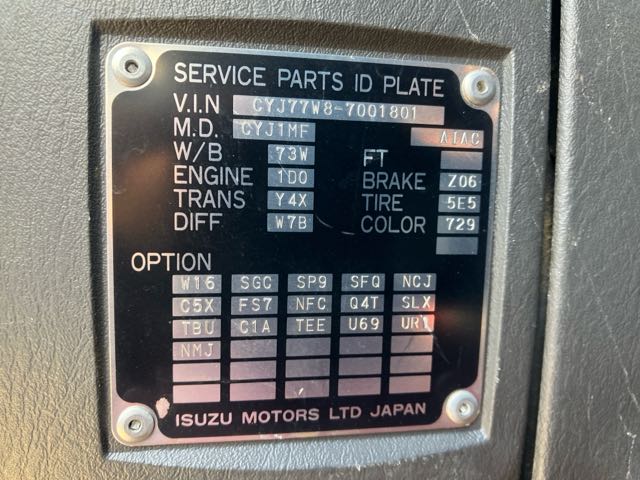 SERVICE PARTS ID PLATE
V.I.N CYJ77W8-7001801
M.D. CYJ1MF ATAC
W/B 73W FT
ENGINE 1D0 BRAKE Z06
TRANS Y4X TIRE 5E5
DIFF W7B COLOR 729
OPTION
W16 SGC SP9 SFQ NCJ
C5X FS7 NFC Q4T SLX
TBU C1A TEE U69 UR1
NMJ
ISUZU MOTORS LTD JAPAN